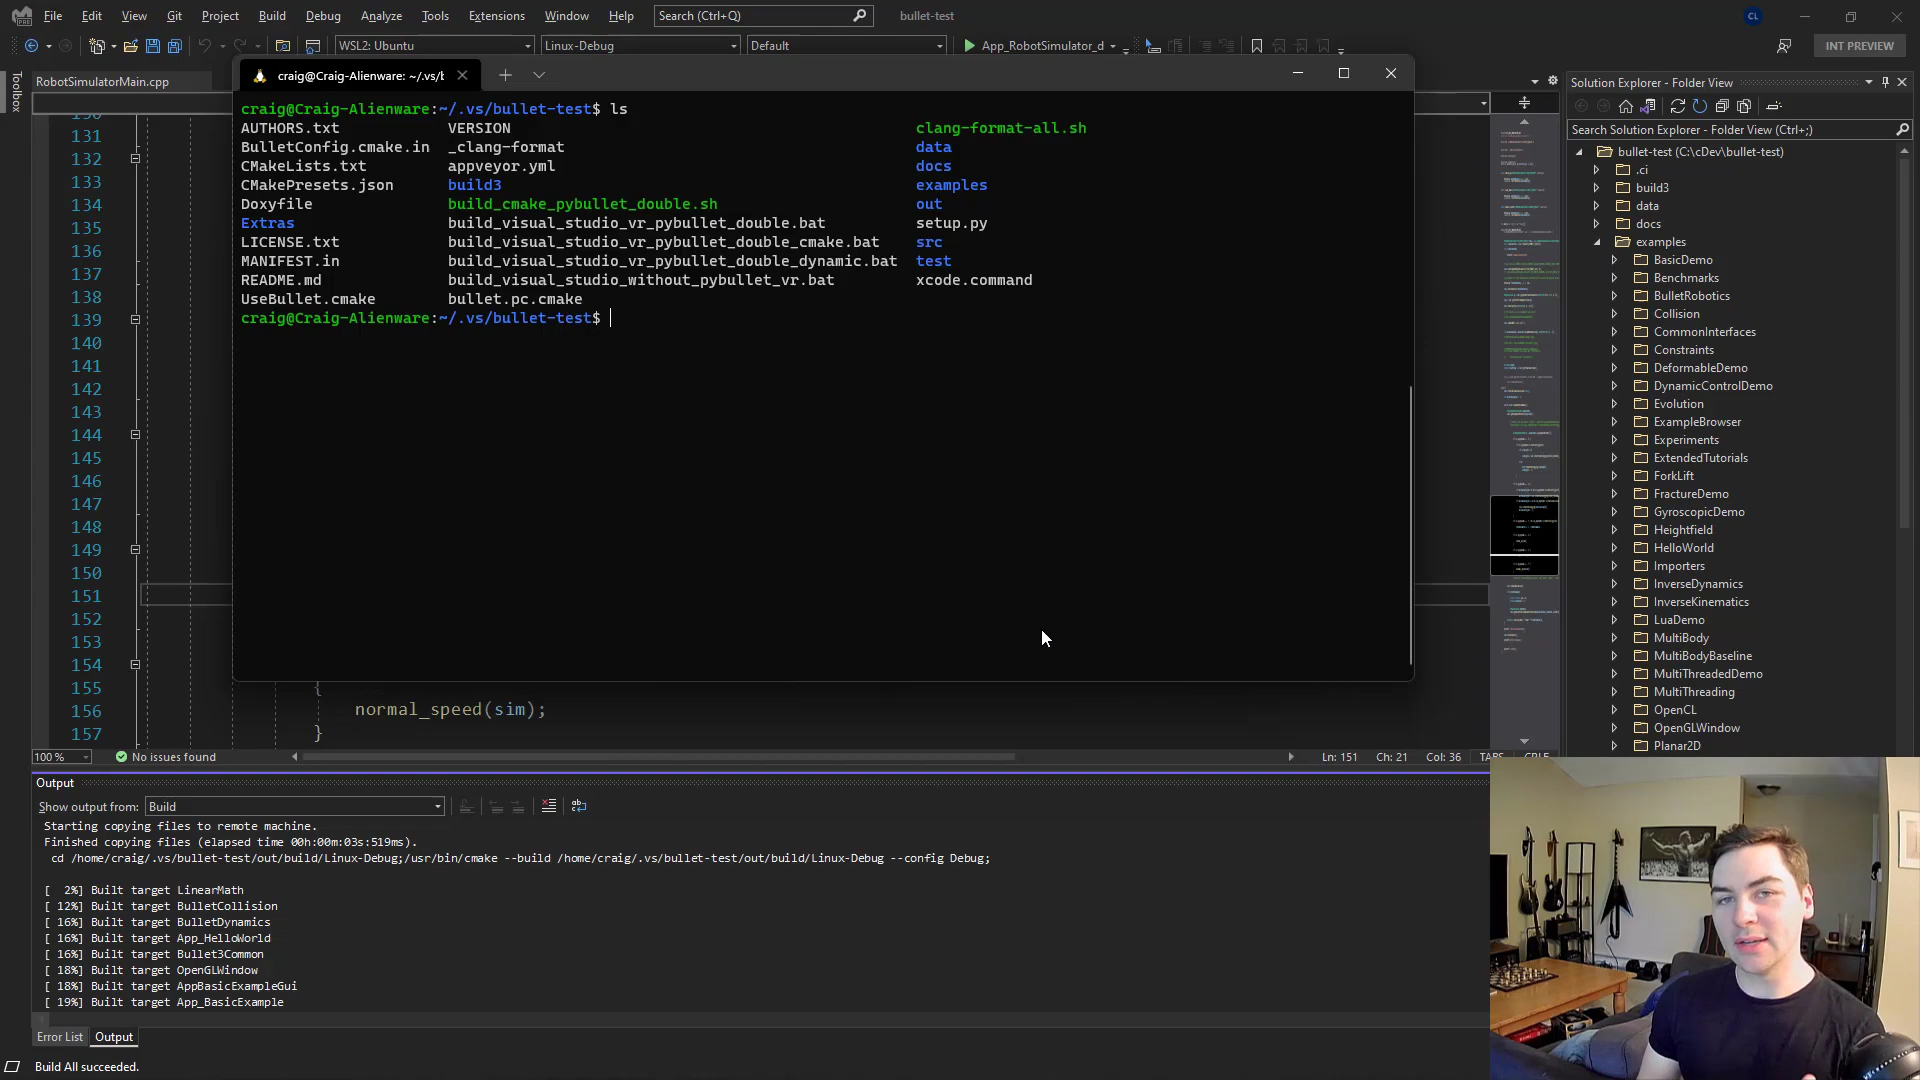 File Edit View Git Project Build Debug Analyze Tools Extensions Window Help Search (Ctrl+Q) bullet-test CL
WSL2: Ubuntu Linux-Debug Default App_RobotSimulator_d INT PREVIEW
Toolbox
RobotSimulatorMain.cpp
craig@Craig-Alienware: ~/.vs/b
craig@Craig-Alienware:~/.vs/bullet-test$ ls
AUTHORS.txt VERSION clang-format-all.sh
BulletConfig.cmake.in _clang-format data
CMakeLists.txt appveyor.yml docs
CMakePresets.json build3 examples
Doxyfile build_cmake_pybullet_double.sh out
Extras build_visual_studio_vr_pybullet_double.bat setup.py
LICENSE.txt build_visual_studio_vr_pybullet_double_cmake.bat src
MANIFEST.in build_visual_studio_vr_pybullet_double_dynamic.bat test
README.md build_visual_studio_without_pybullet_vr.bat xcode.command
UseBullet.cmake bullet.pc.cmake
craig@Craig-Alienware:~/.vs/bullet-test$
131
132
133
134
135
136
137
138
139
140
141
142
143
144
145
146
147
148
149
150
151
152
153
154
155 {
156 normal_speed(sim);
157 }
100 % No issues found Ln: 151 Ch: 21 Col: 36 TABS CRLF
Solution Explorer - Folder View
Search Solution Explorer - Folder View (Ctrl+;)
bullet-test (C:\cDev\bullet-test)
.ci
build3
data
docs
examples
BasicDemo
Benchmarks
BulletRobotics
Collision
CommonInterfaces
Constraints
DeformableDemo
DynamicControlDemo
Evolution
ExampleBrowser
Experiments
ExtendedTutorials
ForkLift
FractureDemo
GyroscopicDemo
Heightfield
HelloWorld
Importers
InverseDynamics
InverseKinematics
LuaDemo
MultiBody
MultiBodyBaseline
MultiThreadedDemo
MultiThreading
OpenCL
OpenGLWindow
Planar2D
Output
Show output from: Build
Starting copying files to remote machine.
Finished copying files (elapsed time 00h:00m:03s:519ms).
cd /home/craig/.vs/bullet-test/out/build/Linux-Debug;/usr/bin/cmake --build /home/craig/.vs/bullet-test/out/build/Linux-Debug --config Debug;
[ 2%] Built target LinearMath
[ 12%] Built target BulletCollision
[ 16%] Built target BulletDynamics
[ 16%] Built target App_HelloWorld
[ 16%] Built target Bullet3Common
[ 18%] Built target OpenGLWindow
[ 18%] Built target AppBasicExampleGui
[ 19%] Built target App_BasicExample
Error List Output
Build All succeeded.